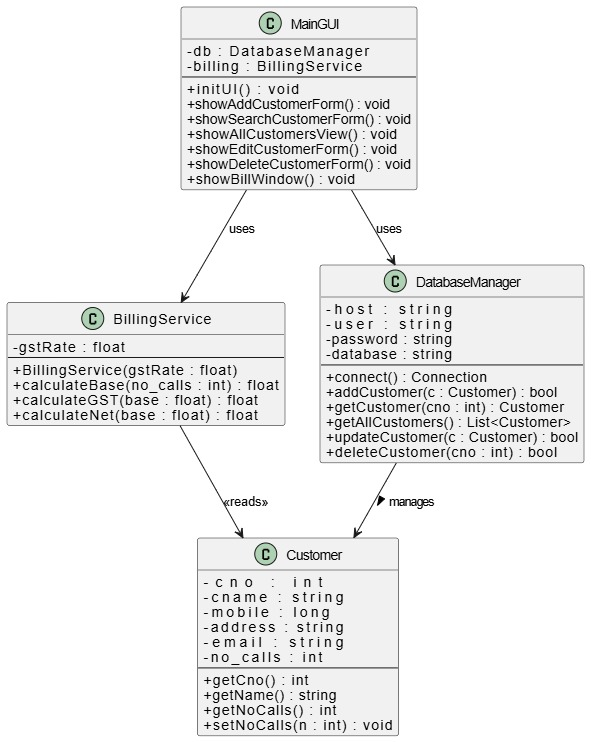 C MainGUI
-db : DatabaseManager
-billing : BillingService
+initUI() : void
+showAddCustomerForm() : void
+showSearchCustomerForm() : void
+showAllCustomersView() : void
+showEditCustomerForm() : void
+showDeleteCustomerForm() : void
+showBillWindow() : void
uses
uses
C BillingService
-gstRate : float
+BillingService(gstRate : float)
+calculateBase(no_calls : int) : float
+calculateGST(base : float) : float
+calculateNet(base : float) : float
C DatabaseManager
-host : string
-user : string
-password : string
-database : string
+connect() : Connection
+addCustomer(c : Customer) : bool
+getCustomer(cno : int) : Customer
+getAllCustomers() : List<Customer>
+updateCustomer(c : Customer) : bool
+deleteCustomer(cno : int) : bool
«reads»
manages
C Customer
-cno : int
-cname : string
-mobile : long
-address : string
-email : string
-no_calls : int
+getCno() : int
+getName() : string
+getNoCalls() : int
+setNoCalls(n : int) : void